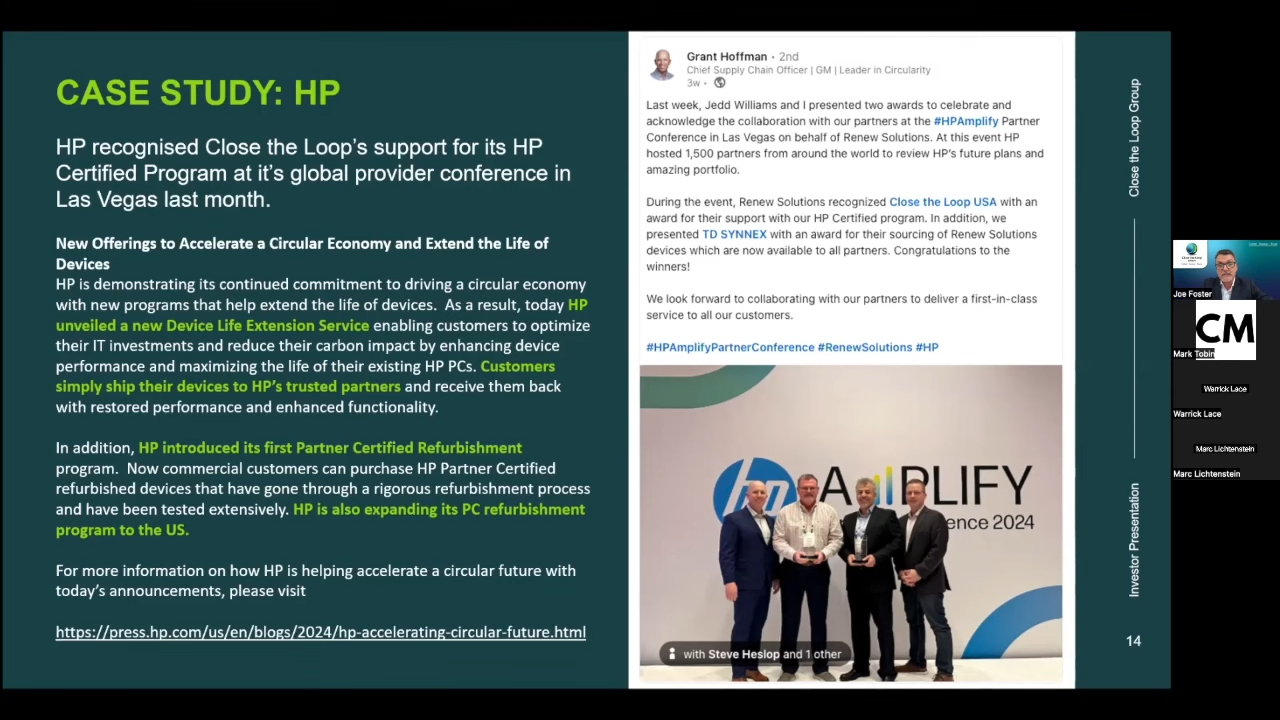 CASE STUDY: HP
HP recognised Close the Loop's support for its HP
Certified Program at it's global provider conference in
Las Vegas last month.
New Offerings to Accelerate a Circular Economy and Extend the Life of
Devices
HP is demonstrating its continued commitment to driving a circular economy
with new programs that help extend the life of devices. As a result, today HP
unveiled a new Device Life Extension Service enabling customers to optimize
their IT investments and reduce their carbon impact by enhancing device
performance and maximizing the life of their existing HP PCs. Customers
simply ship their devices to HP's trusted partners and receive them back
with restored performance and enhanced functionality.
In addition, HP introduced its first Partner Certified Refurbishment
program. Now commercial customers can purchase HP Partner Certified
refurbished devices that have gone through a rigorous refurbishment process
and have been tested extensively. HP is also expanding its PC refurbishment
program to the US.
For more information on how HP is helping accelerate a circular future with
today's announcements, please visit
https://press.hp.com/us/en/blogs/2024/hp-accelerating-circular-future.html
Grant Hoffman · 2nd
Chief Supply Chain Officer | GM | Leader in Circularity
3w ·
Last week, Jedd Williams and I presented two awards to celebrate and
acknowledge the collaboration with our partners at the #HPAmplify Partner
Conference in Las Vegas on behalf of Renew Solutions. At this event HP
hosted 1,500 partners from around the world to review HP's future plans and
amazing portfolio.
During the event, Renew Solutions recognized Close the Loop USA with an
award for their support with our HP Certified program. In addition, we
presented TD SYNNEX with an award for their sourcing of Renew Solutions
devices which are now available to all partners. Congratulations to the
winners!
We look forward to collaborating with our partners to deliver a first-in-class
service to all our customers.
#HPAmplifyPartnerConference #RenewSolutions #HP
hp AMPLIFY
ence 2024
with Steve Heslop and 1 other
Close the Loop Group
Investor Presentation
14
Joe Foster
CM
Mark Tobin
Warrick Lace
Warrick Lace
Marc Lichtenstein
Marc Lichtenstein